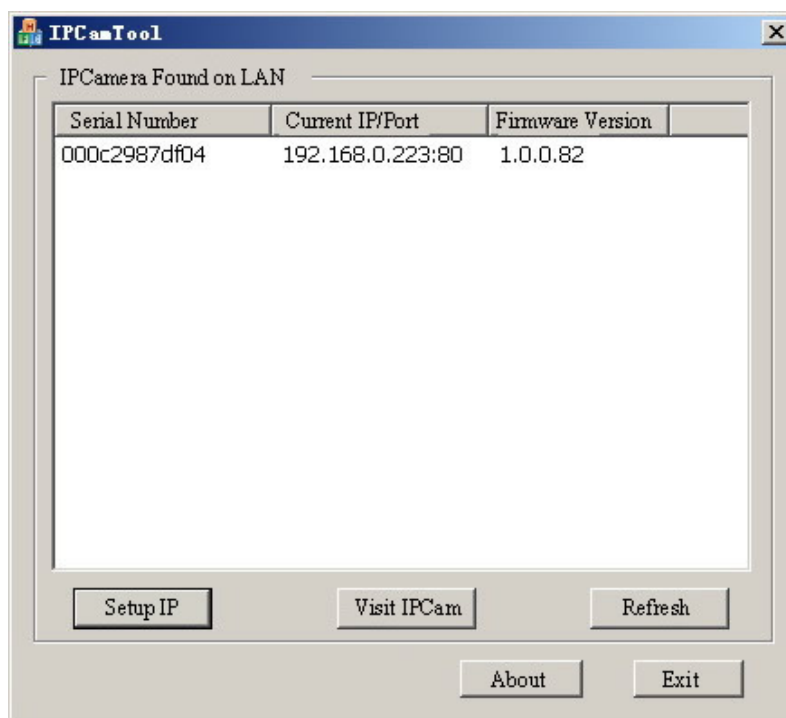 IPCamTool
IPCamera Found on LAN
Serial Number Current IP/Port Firmware Version
000c2987df04 192.168.0.223:80 1.0.0.82
Setup IP Visit IPCam Refresh
About Exit